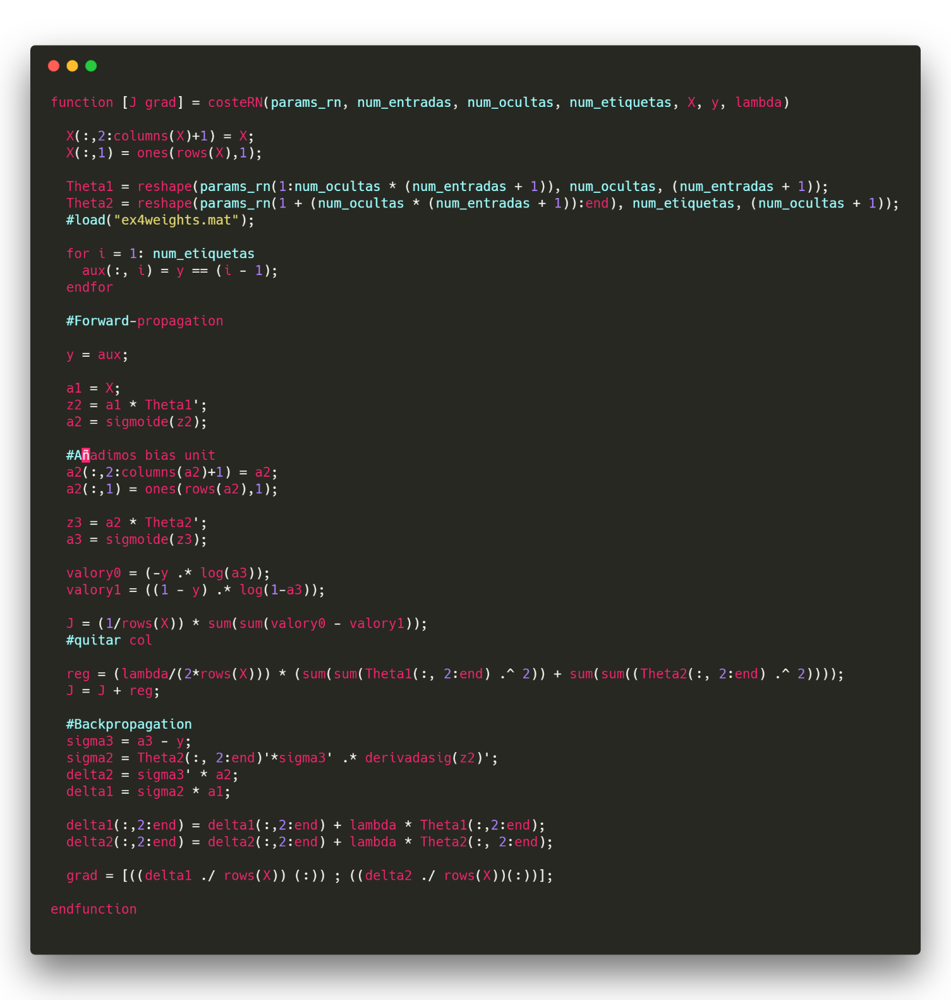 function [J grad] = costeRN(params_rn, num_entradas, num_ocultas, num_etiquetas, X, y, lambda)
X(:,2:columns(X)+1) = X;
X(:,1) = ones(rows(X),1);
Theta1 = reshape(params_rn(1:num_ocultas * (num_entradas + 1)), num_ocultas, (num_entradas + 1));
Theta2 = reshape(params_rn(1 + (num_ocultas * (num_entradas + 1)):end), num_etiquetas, (num_ocultas + 1));
#load("ex4weights.mat");
for i = 1: num_etiquetas
aux(:, i) = y == (i - 1);
endfor
#Forward-propagation
y = aux;
a1 = X;
z2 = a1 * Theta1';
a2 = sigmoide(z2);
#Añadimos bias unit
a2(:,2:columns(a2)+1) = a2;
a2(:,1) = ones(rows(a2),1);
z3 = a2 * Theta2';
a3 = sigmoide(z3);
valory0 = (-y .* log(a3));
valory1 = ((1 - y) .* log(1-a3));
J = (1/rows(X)) * sum(sum(valory0 - valory1));
#quitar col
reg = (lambda/(2*rows(X))) * (sum(sum(Theta1(:, 2:end) .^ 2)) + sum(sum((Theta2(:, 2:end) .^ 2))));
J = J + reg;
#Backpropagation
sigma3 = a3 - y;
sigma2 = Theta2(:, 2:end)'*sigma3' .* derivadasig(z2)';
delta2 = sigma3' * a2;
delta1 = sigma2 * a1;
delta1(:,2:end) = delta1(:,2:end) + lambda * Theta1(:,2:end);
delta2(:,2:end) = delta2(:,2:end) + lambda * Theta2(:, 2:end);
grad = [((delta1 ./ rows(X)) (:)) ; ((delta2 ./ rows(X))(:))];
endfunction